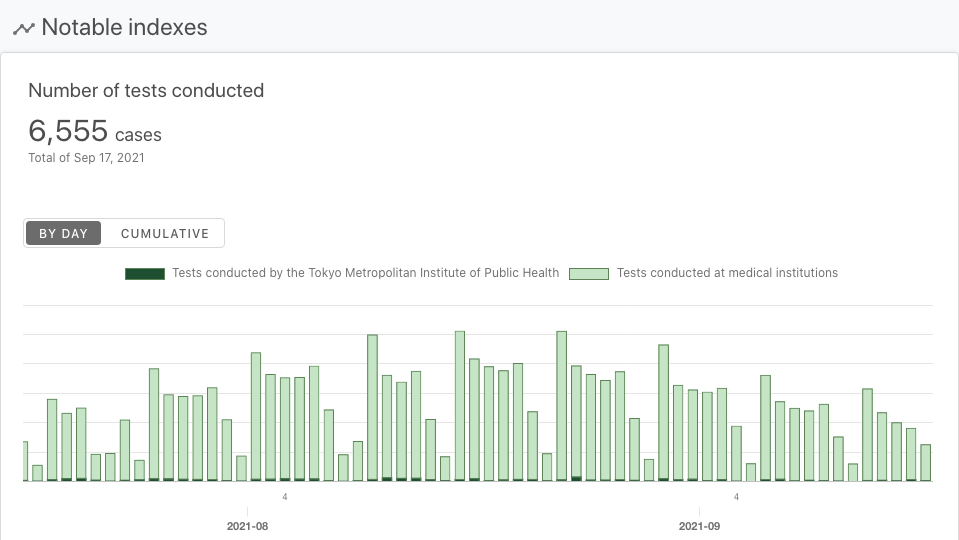 Notable indexes
Number of tests conducted
6,555 cases
Total of Sep 17, 2021
BY DAY CUMULATIVE
Tests conducted by the Tokyo Metropolitan Institute of Public Health Tests conducted at medical institutions
4 4
2021-08 2021-09